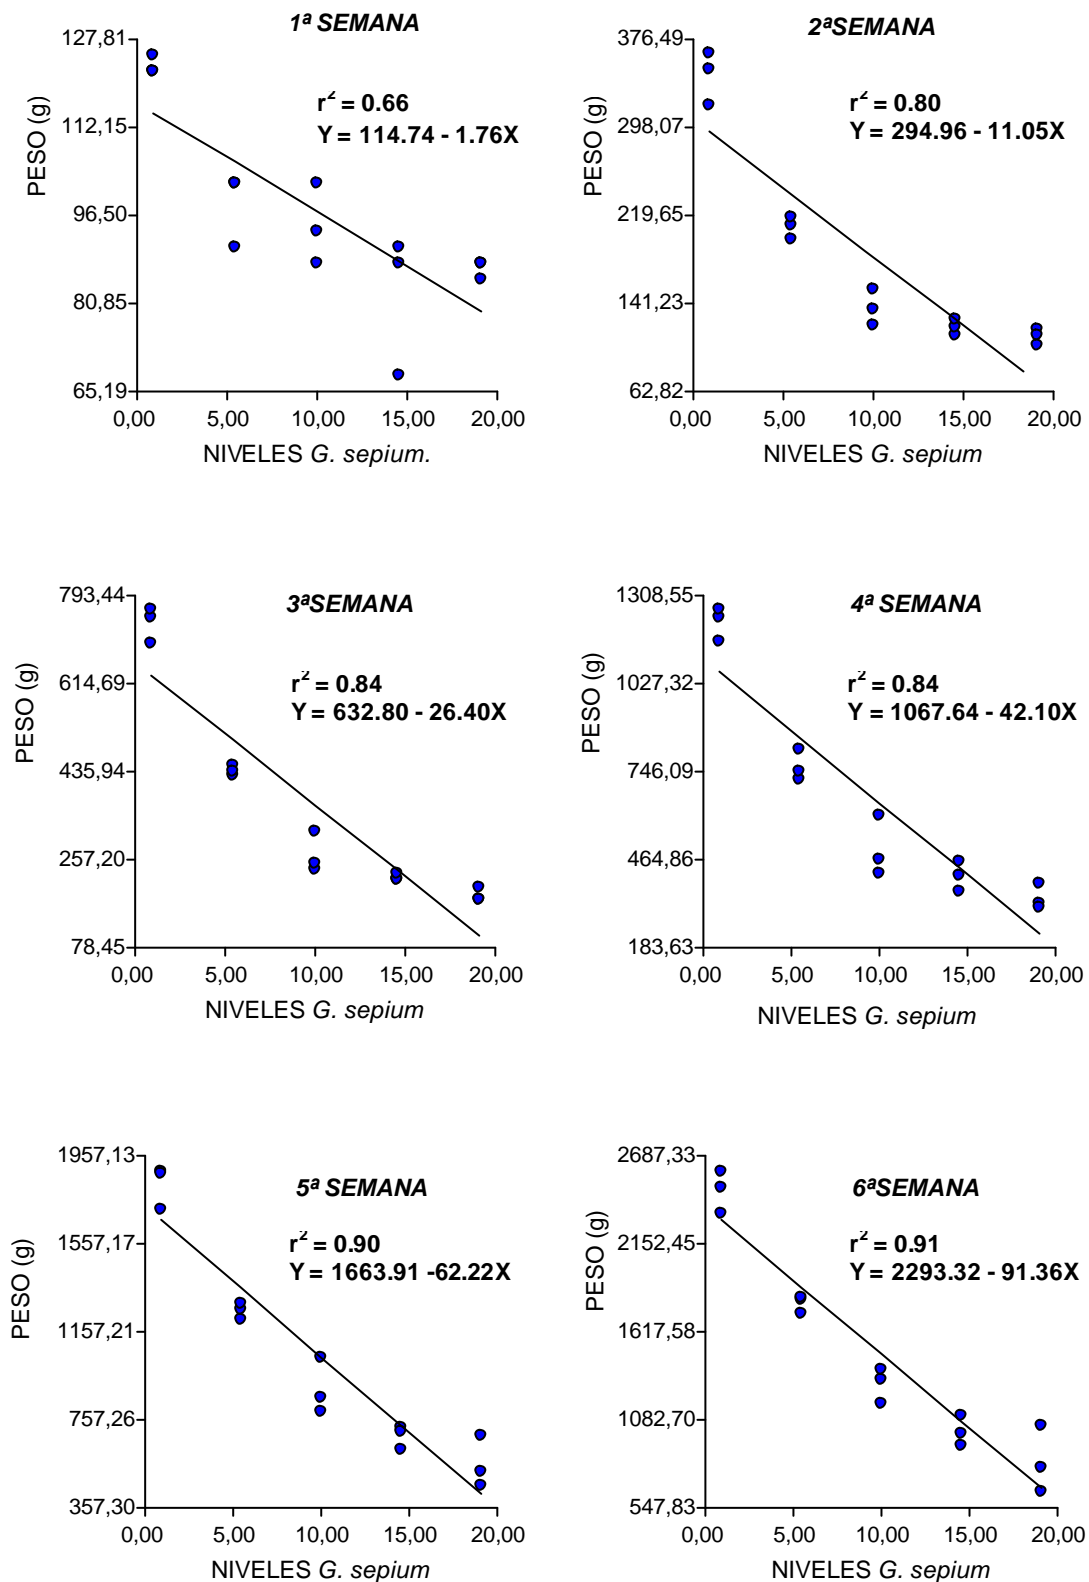 1ª SEMANA
127,81
112,15
96,50
80,85
65,19
PESO (g)
r² = 0.66
Y = 114.74 - 1.76X
0,00 5,00 10,00 15,00 20,00
NIVELES G. sepium.
2ªSEMANA
376,49
298,07
219,65
141,23
62,82
PESO (g)
r² = 0.80
Y = 294.96 - 11.05X
0,00 5,00 10,00 15,00 20,00
NIVELES G. sepium
3ªSEMANA
793,44
614,69
435,94
257,20
78,45
PESO (g)
r² = 0.84
Y = 632.80 - 26.40X
0,00 5,00 10,00 15,00 20,00
NIVELES G. sepium
4ª SEMANA
1308,55
1027,32
746,09
464,86
183,63
PESO (g)
r² = 0.84
Y = 1067.64 - 42.10X
0,00 5,00 10,00 15,00 20,00
NIVELES G. sepium
5ª SEMANA
1957,13
1557,17
1157,21
757,26
357,30
PESO (g)
r² = 0.90
Y = 1663.91 -62.22X
0,00 5,00 10,00 15,00 20,00
NIVELES G. sepium
6ªSEMANA
2687,33
2152,45
1617,58
1082,70
547,83
PESO (g)
r² = 0.91
Y = 2293.32 - 91.36X
0,00 5,00 10,00 15,00 20,00
NIVELES G. sepium